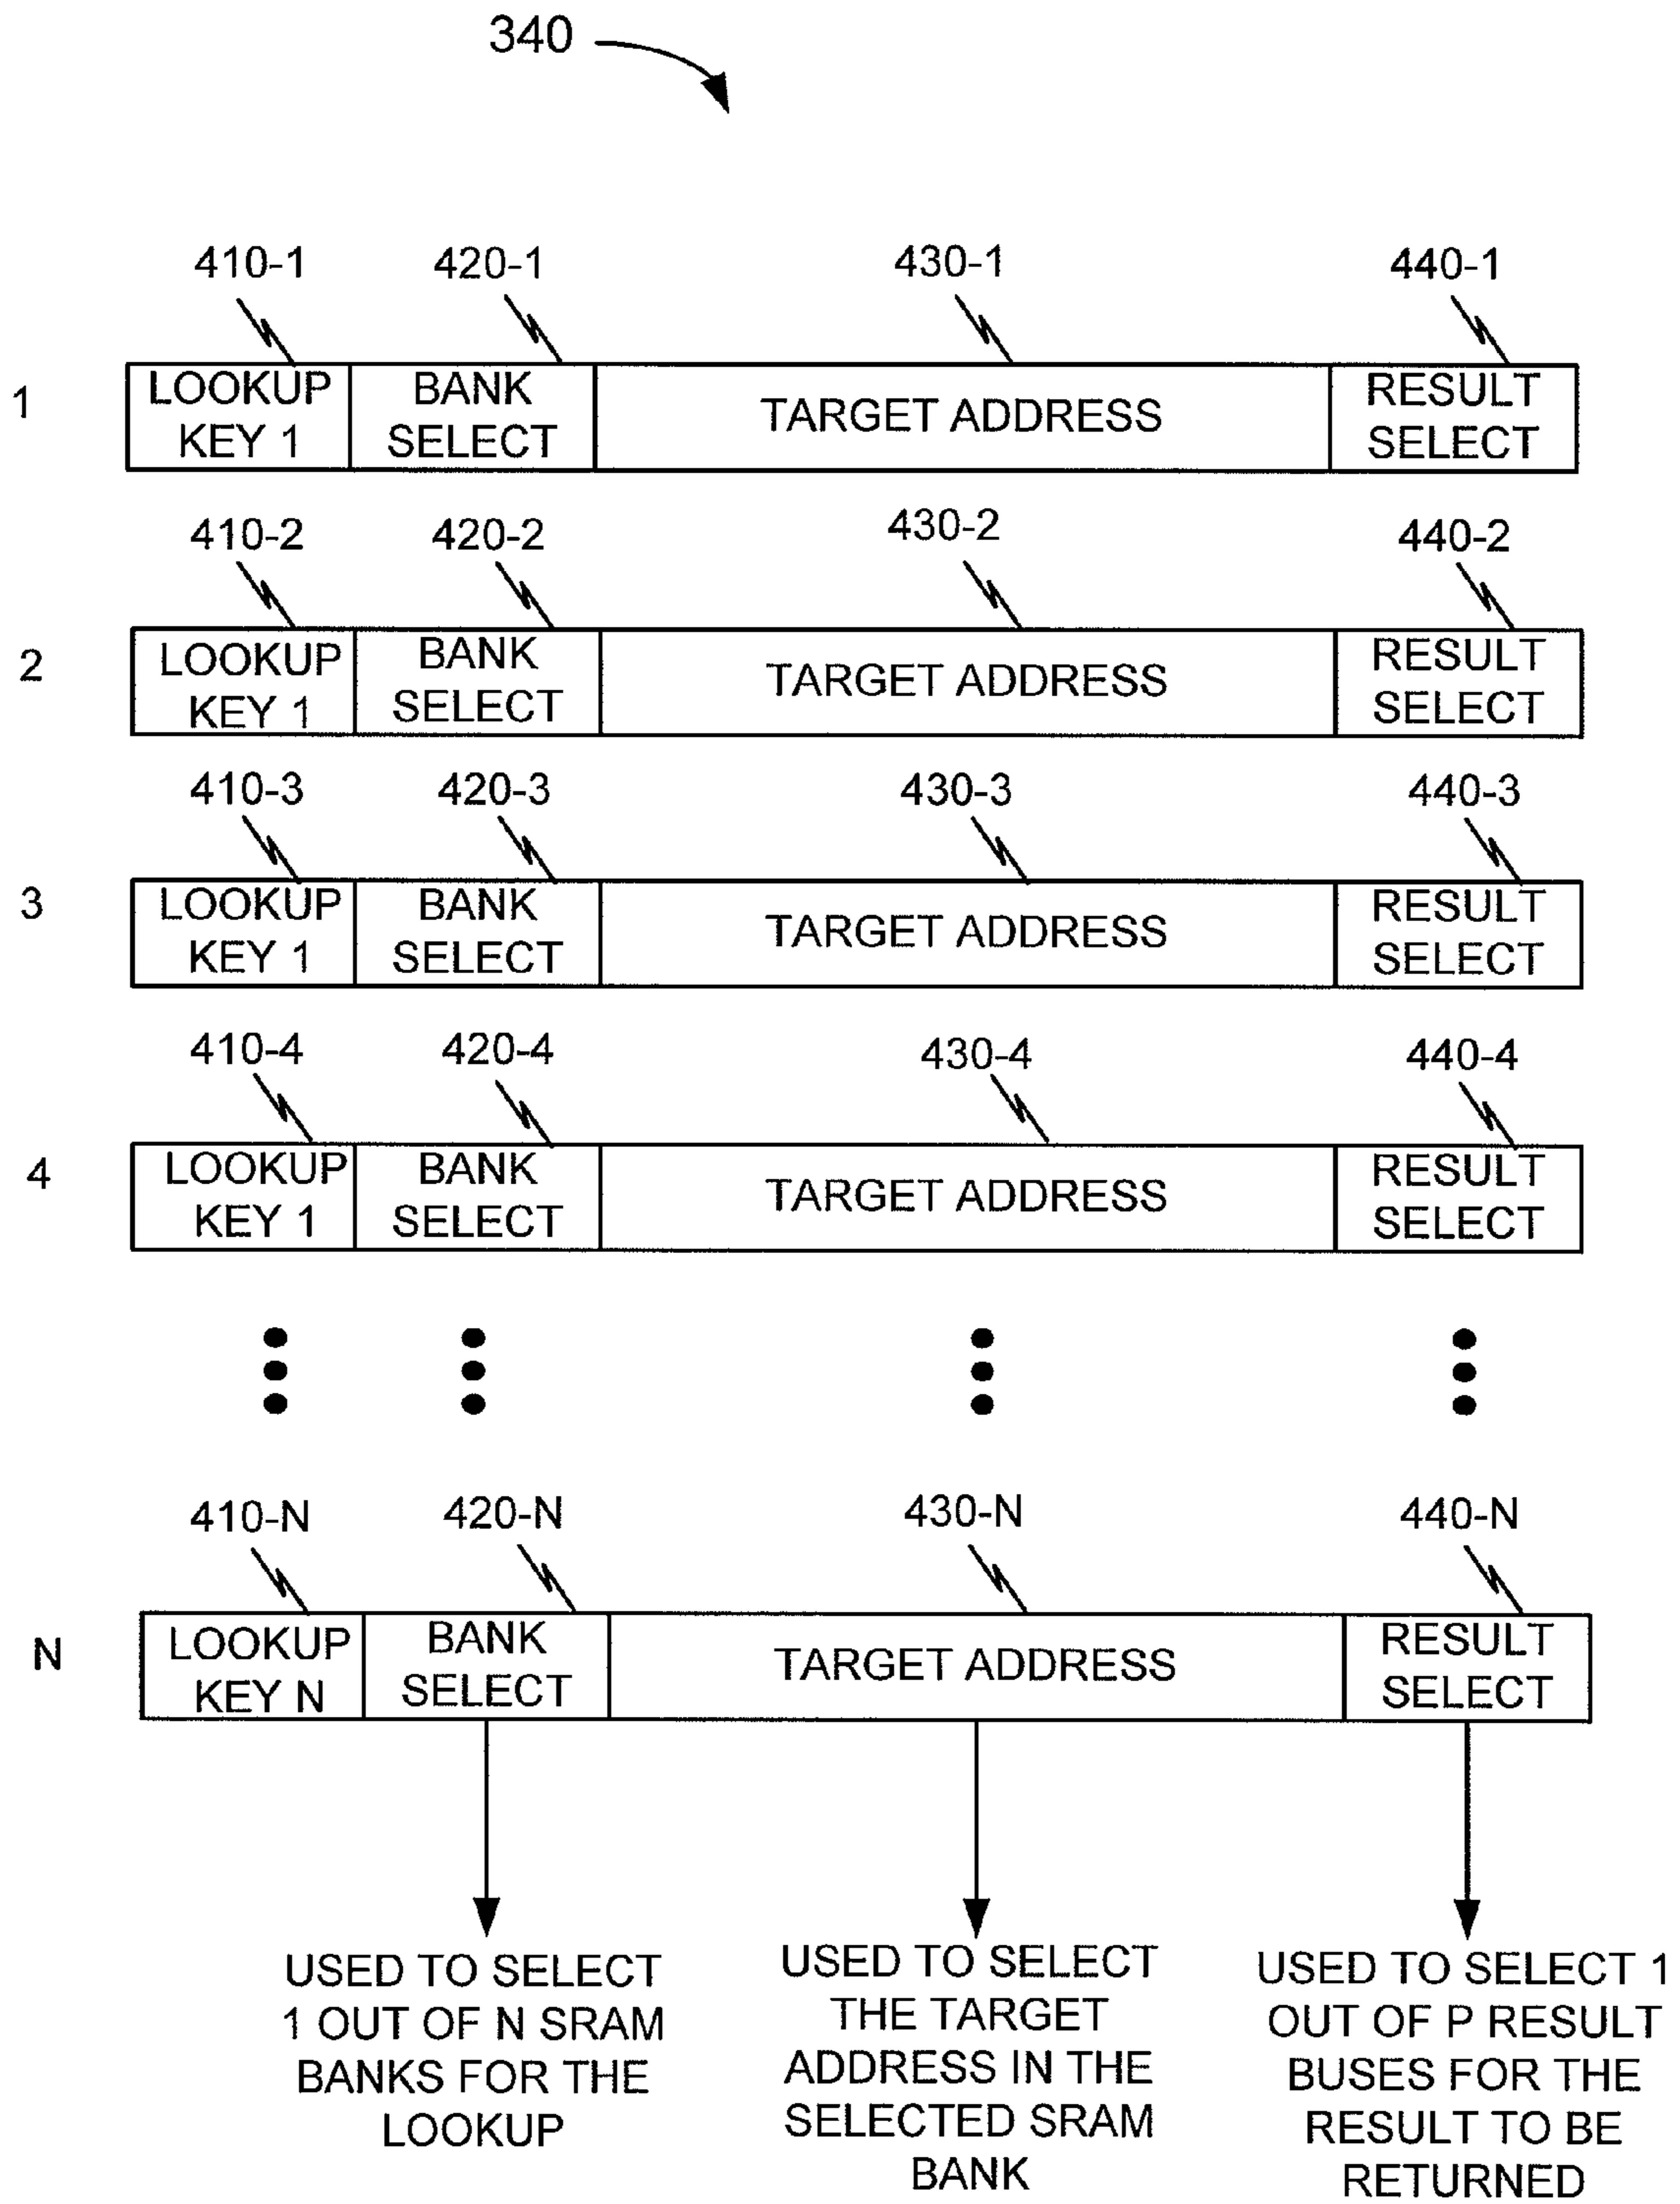 340
410-1 420-1 430-1 440-1
1
LOOKUP
KEY 1
BANK
SELECT
TARGET ADDRESS
RESULT
SELECT
410-2 420-2 430-2 440-2
2
LOOKUP
KEY 1
BANK
SELECT
TARGET ADDRESS
RESULT
SELECT
410-3 420-3 430-3 440-3
3
LOOKUP
KEY 1
BANK
SELECT
TARGET ADDRESS
RESULT
SELECT
410-4 420-4 430-4 440-4
4
LOOKUP
KEY 1
BANK
SELECT
TARGET ADDRESS
RESULT
SELECT
410-N 420-N 430-N 440-N
N
LOOKUP
KEY N
BANK
SELECT
TARGET ADDRESS
RESULT
SELECT
USED TO SELECT
1 OUT OF N SRAM
BANKS FOR THE
LOOKUP
USED TO SELECT
THE TARGET
ADDRESS IN THE
SELECTED SRAM
BANK
USED TO SELECT 1
OUT OF P RESULT
BUSES FOR THE
RESULT TO BE
RETURNED